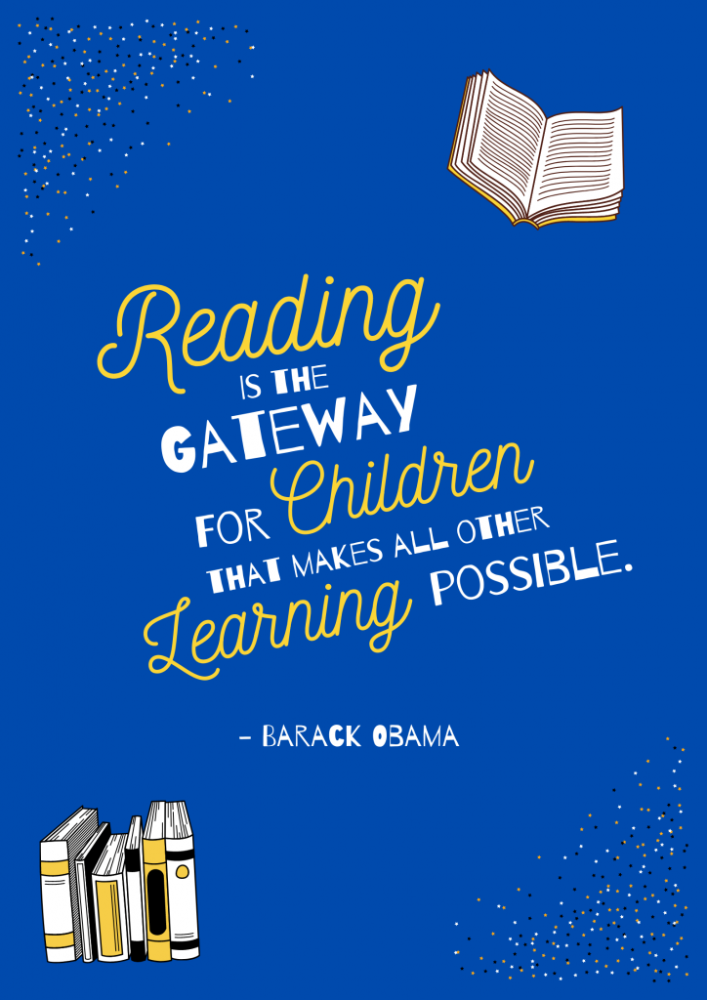 Reading
IS THE
GATEWAY
FOR Children
THAT MAKES ALL OTHER
Learning POSSIBLE.
– BARACK OBAMA